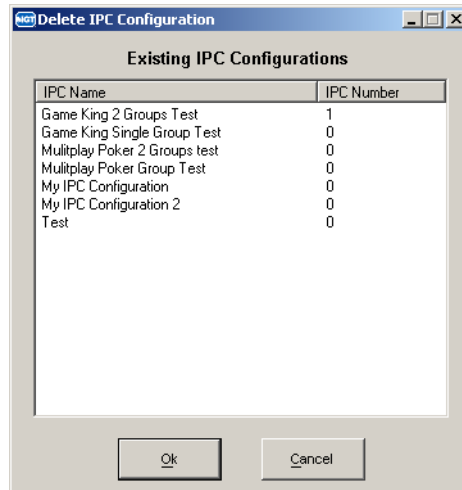 MGT Delete IPC Configuration
Existing IPC Configurations
IPC Name IPC Number
Game King 2 Groups Test 1
Game King Single Group Test 0
Mulitplay Poker 2 Groups test 0
Mulitplay Poker Group Test 0
My IPC Configuration 0
My IPC Configuration 2 0
Test 0
Ok Cancel